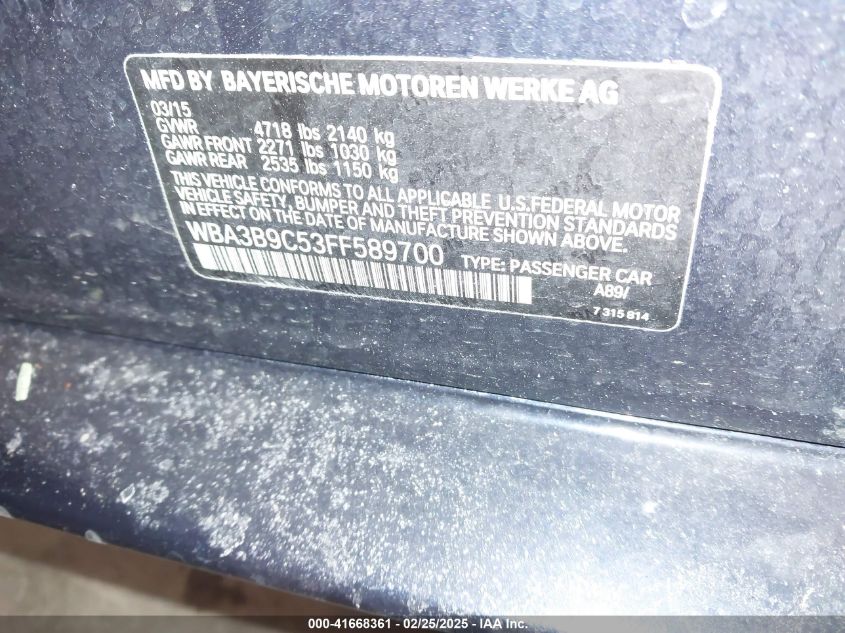 MFD BY BAYERISCHE MOTOREN WERKE AG
03/15
GVWR 4718 lbs 2140 kg
GAWR FRONT 2271 lbs 1030 kg
GAWR REAR 2535 lbs 1150 kg
THIS VEHICLE CONFORMS TO ALL APPLICABLE U.S.FEDERAL MOTOR
VEHICLE SAFETY, BUMPER AND THEFT PREVENTION STANDARDS
IN EFFECT ON THE DATE OF MANUFACTURE SHOWN ABOVE.
WBA3B9C53FF589700 TYPE: PASSENGER CAR
A89/
7 315 814
000-41668361 - 02/25/2025 - IAA Inc.